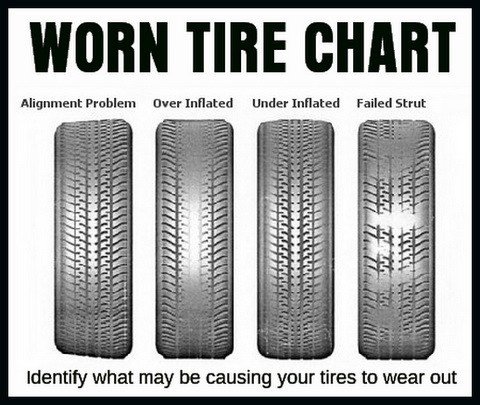 WORN TIRE CHART
Alignment Problem Over Inflated Under Inflated Failed Strut
Identify what may be causing your tires to wear out